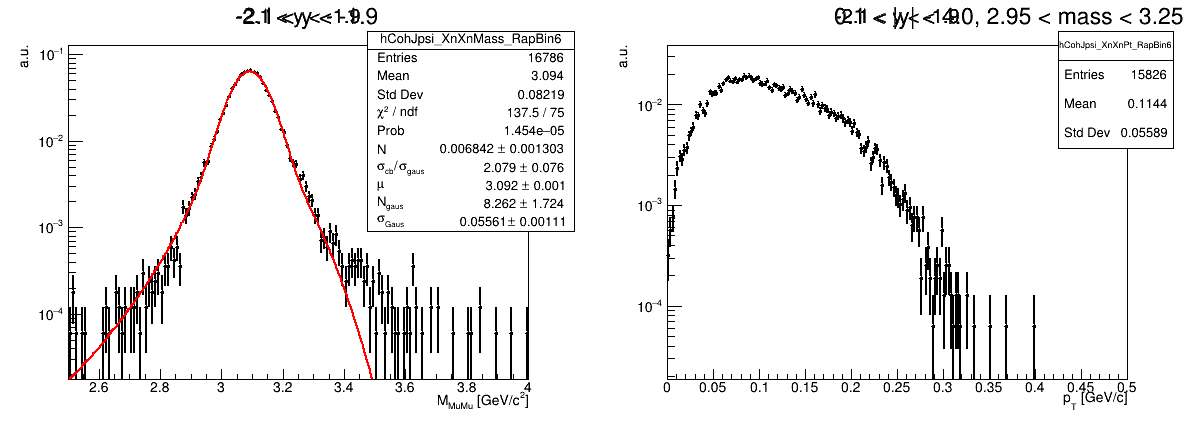 hCohJpsi_XnXnMass_RapBin6
Entries 16786
Mean 3.094
Std Dev 0.08219
χ² / ndf 137.5 / 75
Prob 1.454e−05
N 0.006842 ± 0.001303
σcb/σgaus 2.079 ± 0.076
μ 3.092 ± 0.001
Ngaus 8.262 ± 1.724
σGaus 0.05561 ± 0.00111
a.u.
10⁻¹
10⁻²
10⁻³
10⁻⁴
2.6 2.8 3 3.2 3.4 3.6 3.8 4
MMuMu [GeV/c²]
, 2.95 < mass < 3.25
hCohJpsi_XnXnPt_RapBin6
Entries 15826
Mean 0.1144
Std Dev 0.05589
a.u.
10⁻²
10⁻³
10⁻⁴
0 0.05 0.1 0.15 0.2 0.25 0.3 0.35 0.4 0.45 0.5
pT [GeV/c]